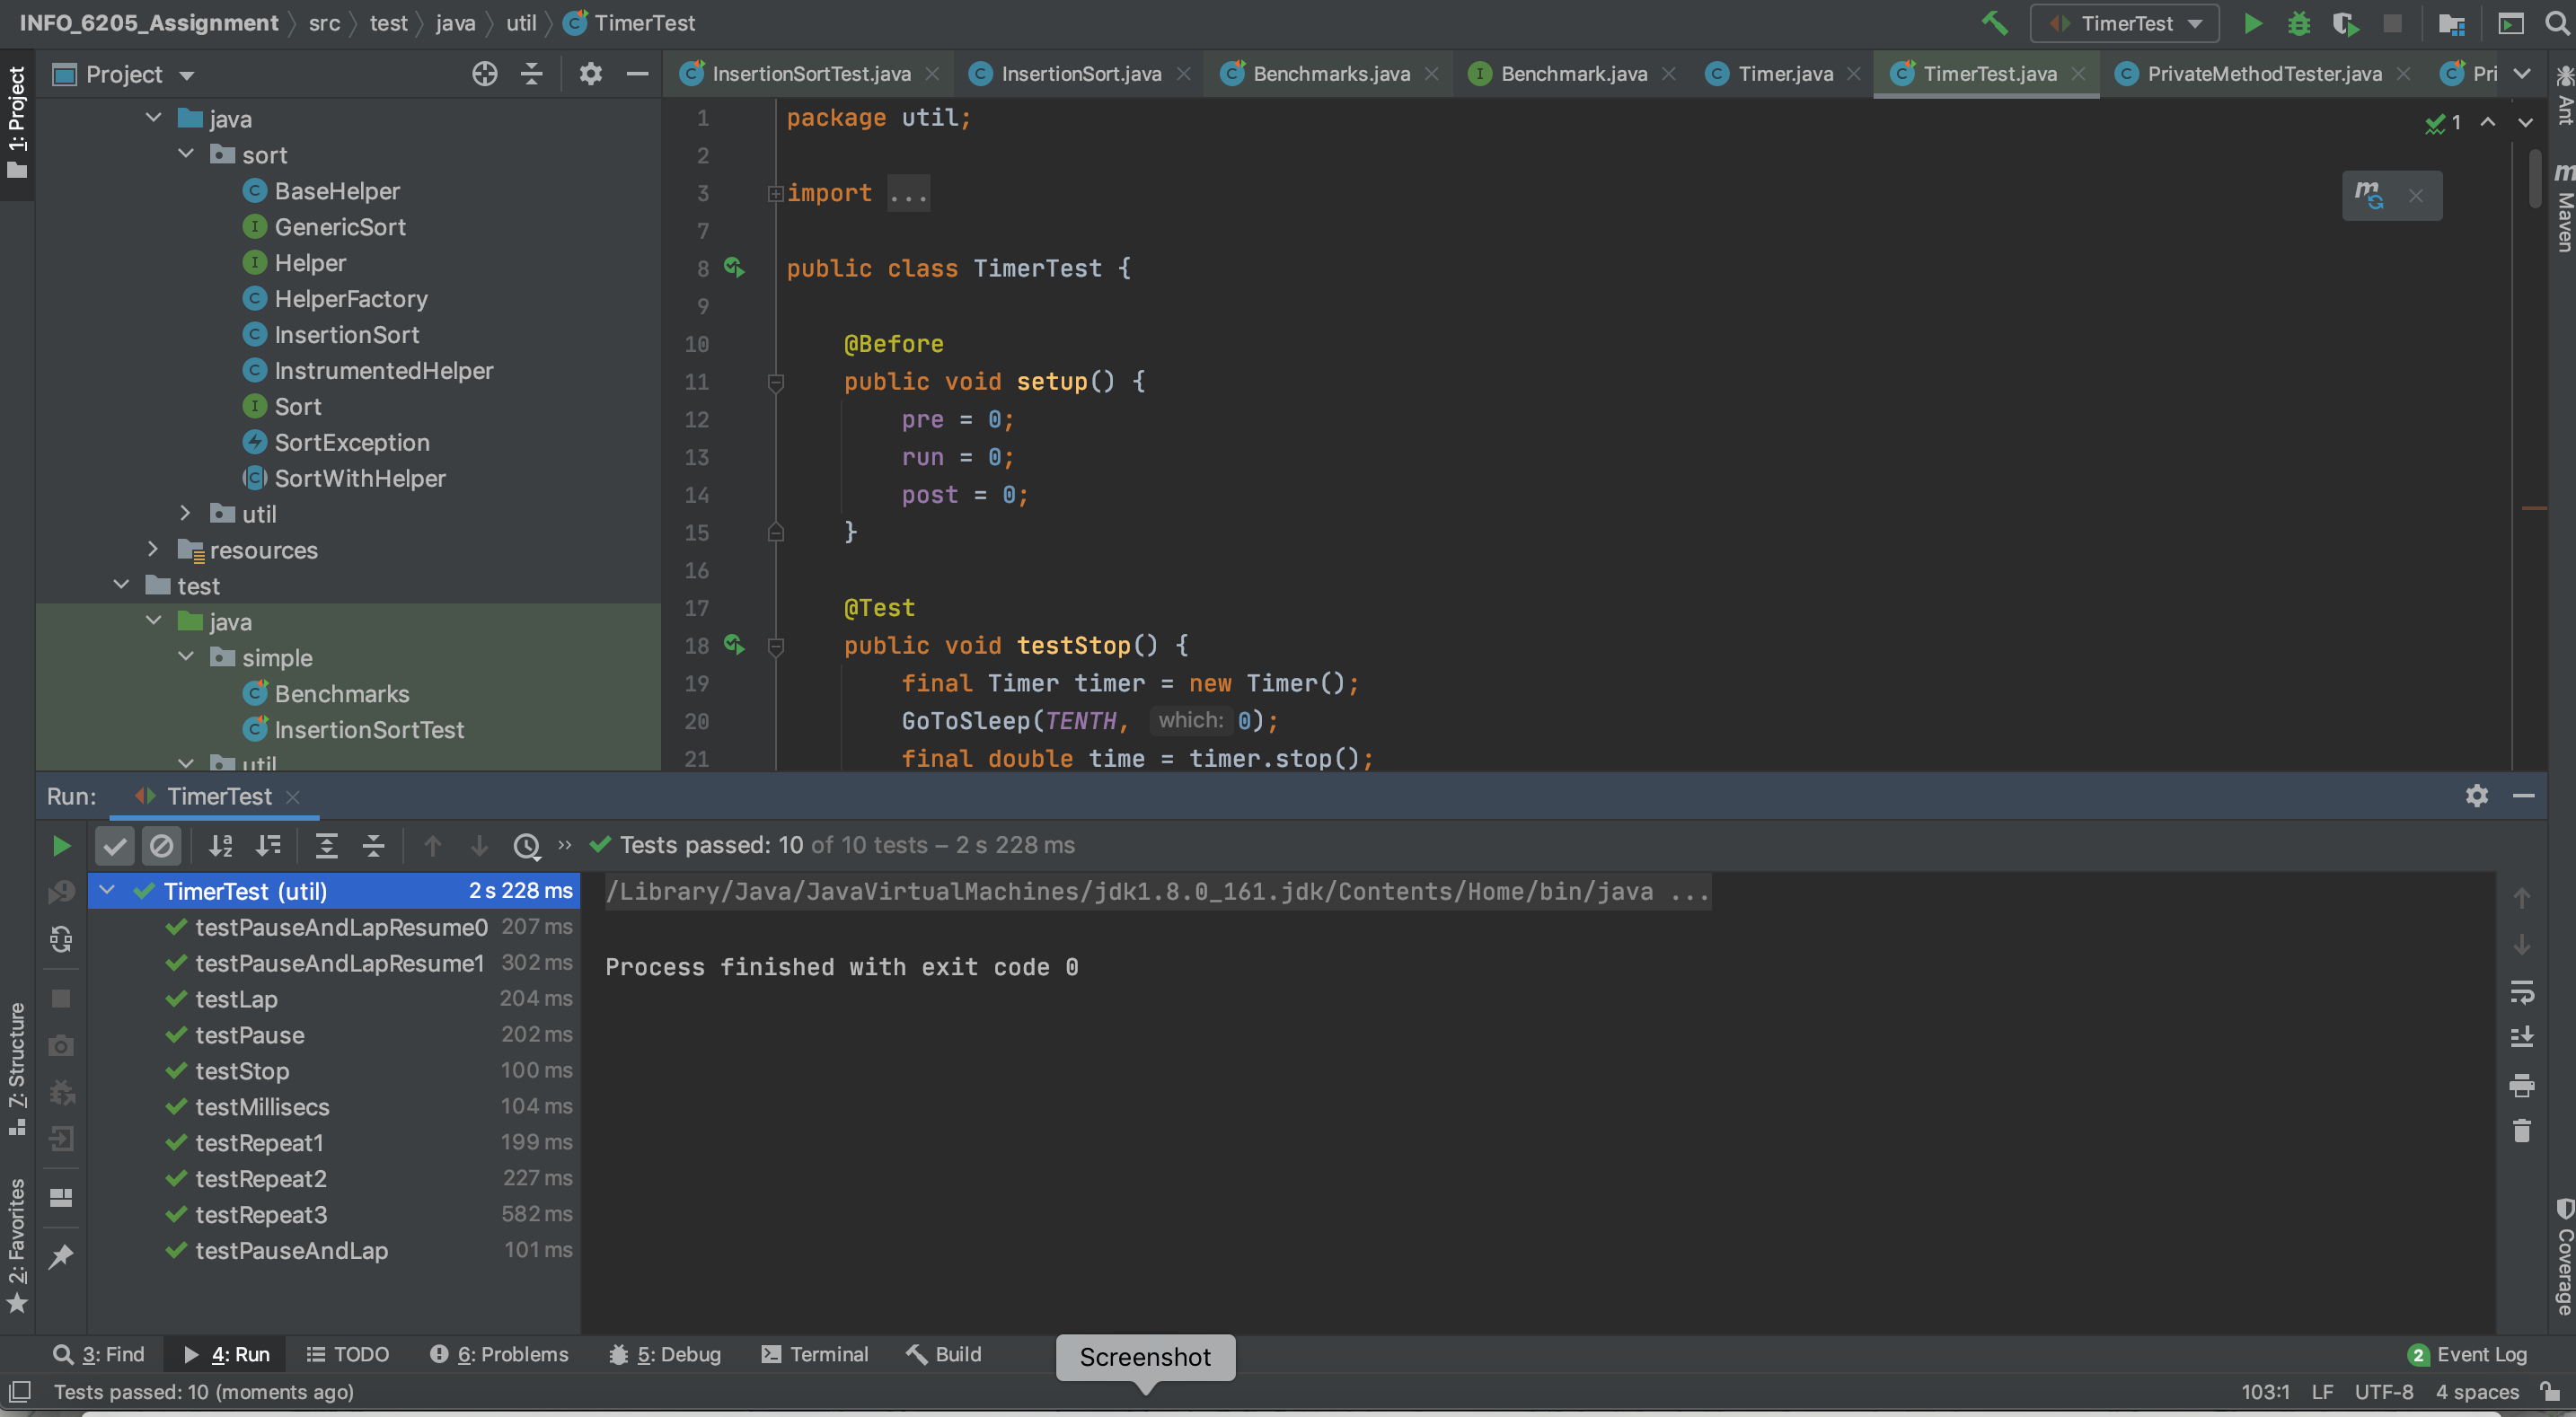 INFO_6205_Assignment src test java util TimerTest
TimerTest
1: Project
Project
InsertionSortTest.java InsertionSort.java Benchmarks.java Benchmark.java Timer.java TimerTest.java PrivateMethodTester.java Pri
java
sort
BaseHelper
GenericSort
Helper
HelperFactory
InsertionSort
InstrumentedHelper
Sort
SortException
SortWithHelper
util
resources
test
java
simple
Benchmarks
InsertionSortTest
util
1 package util;
2
3 import ...
7
8 public class TimerTest {
9
10 @Before
11 public void setup() {
12 pre = 0;
13 run = 0;
14 post = 0;
15 }
16
17 @Test
18 public void testStop() {
19 final Timer timer = new Timer();
20 GoToSleep(TENTH, which: 0);
21 final double time = timer.stop();
1
Ant
Maven
Run: TimerTest
Tests passed: 10 of 10 tests – 2 s 228 ms
TimerTest (util) 2 s 228 ms
testPauseAndLapResume0 207 ms
testPauseAndLapResume1 302 ms
testLap 204 ms
testPause 202 ms
testStop 100 ms
testMillisecs 104 ms
testRepeat1 199 ms
testRepeat2 227 ms
testRepeat3 582 ms
testPauseAndLap 101 ms
/Library/Java/JavaVirtualMachines/jdk1.8.0_161.jdk/Contents/Home/bin/java ...
Process finished with exit code 0
7: Structure
2: Favorites
Coverage
3: Find 4: Run TODO 6: Problems 5: Debug Terminal Build
Screenshot
2 Event Log
Tests passed: 10 (moments ago)
103:1 LF UTF-8 4 spaces